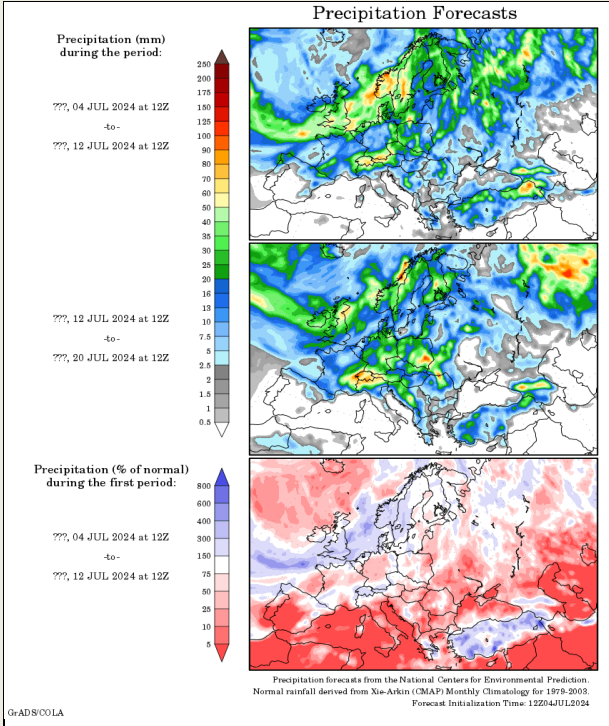 Precipitation Forecasts
Precipitation (mm)
during the period:
???, 04 JUL 2024 at 12Z
-to-
???, 12 JUL 2024 at 12Z
250
200
175
150
125
100
90
80
70
60
50
40
35
30
25
20
16
13
10
7.5
5
2.5
2
1.5
1
0.5
???, 12 JUL 2024 at 12Z
-to-
???, 20 JUL 2024 at 12Z
Precipitation (% of normal)
during the first period:
???, 04 JUL 2024 at 12Z
-to-
???, 12 JUL 2024 at 12Z
800
600
400
300
150
75
50
25
10
5
Precipitation forecasts from the National Centers for Environmental Prediction.
Normal rainfall derived from Xie-Arkin (CMAP) Monthly Climatology for 1979-2003.
Forecast Initialization Time: 12Z04JUL2024
GrADS/COLA